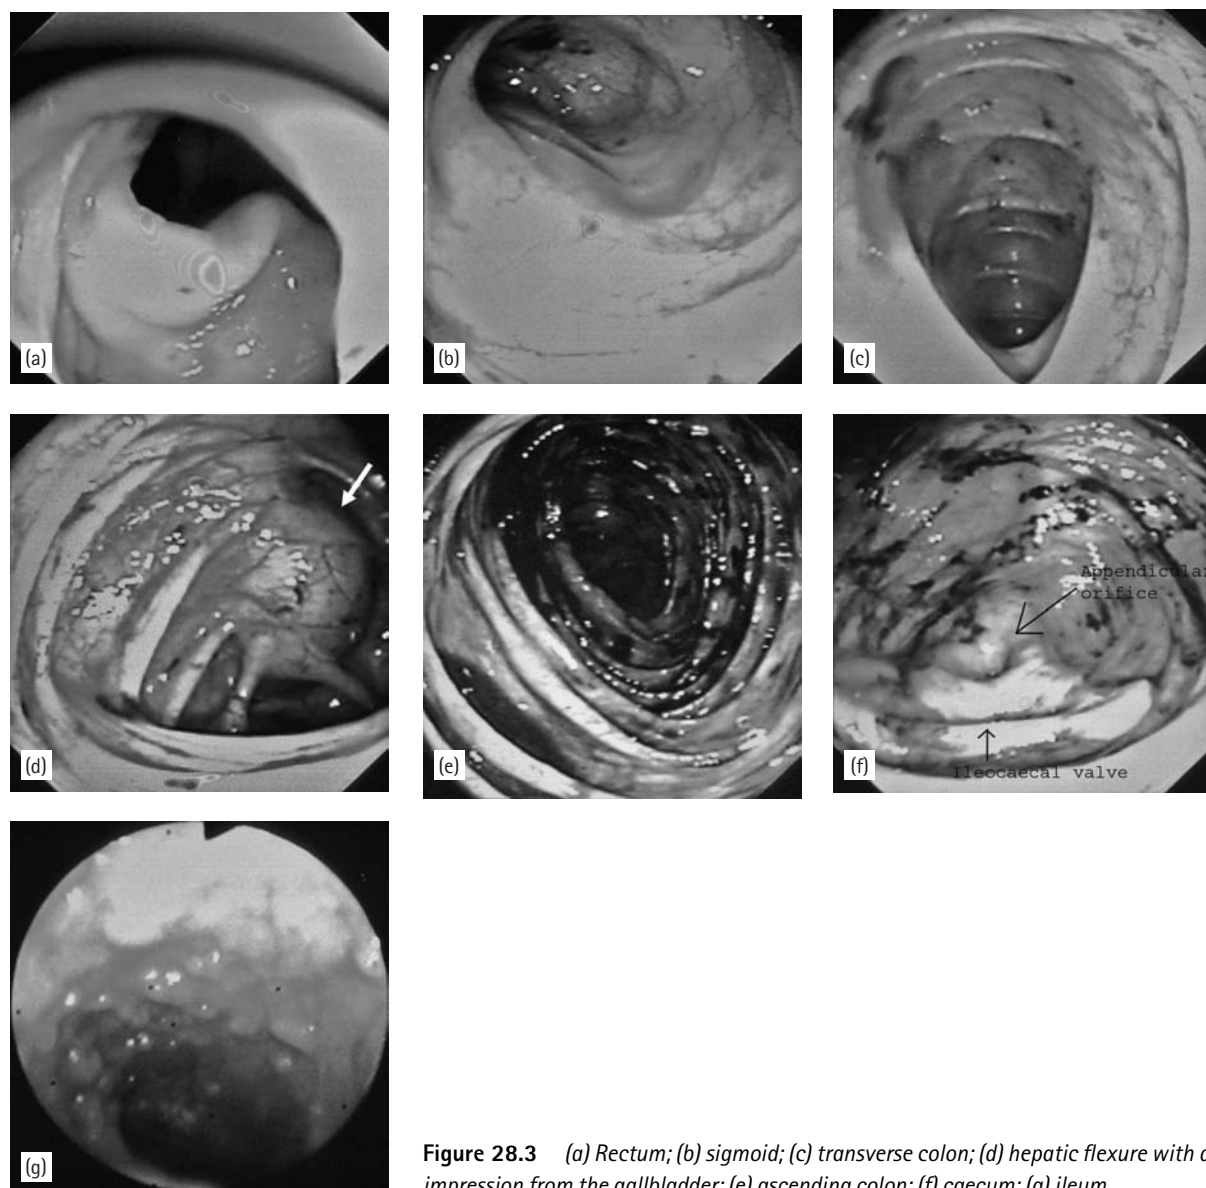 (a)
(b)
(c)
(d)
(e)
(f)
Appendicular
orifice
Ileocaecal valve
(g)
Figure 28.3 (a) Rectum; (b) sigmoid; (c) transverse colon; (d) hepatic flexure with
impression from the gallbladder; (e) ascending colon; (f) caecum; (g) ileum